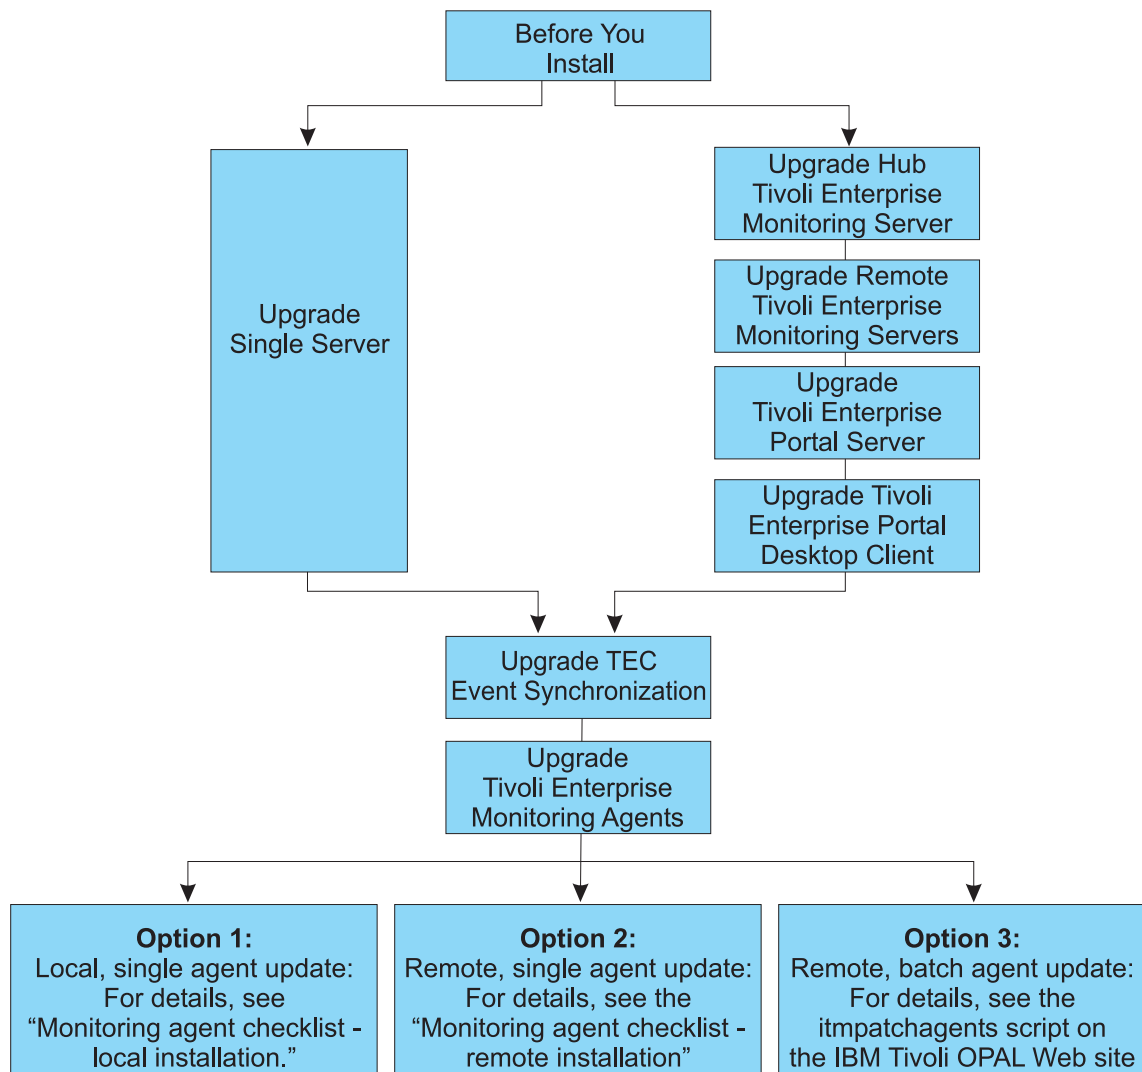 Before You
Install
Upgrade
Single Server
Upgrade Hub
Tivoli Enterprise
Monitoring Server
Upgrade Remote
Tivoli Enterprise
Monitoring Servers
Upgrade
Tivoli Enterprise
Portal Server
Upgrade Tivoli
Enterprise Portal
Desktop Client
Upgrade TEC
Event Synchronization
Upgrade
Tivoli Enterprise
Monitoring Agents
Option 1:
Local, single agent update:
For details, see
“Monitoring agent checklist -
local installation.”
Option 2:
Remote, single agent update:
For details, see the
“Monitoring agent checklist -
remote installation”
Option 3:
Remote, batch agent update:
For details, see the
itmpatchagents script on
the IBM Tivoli OPAL Web site